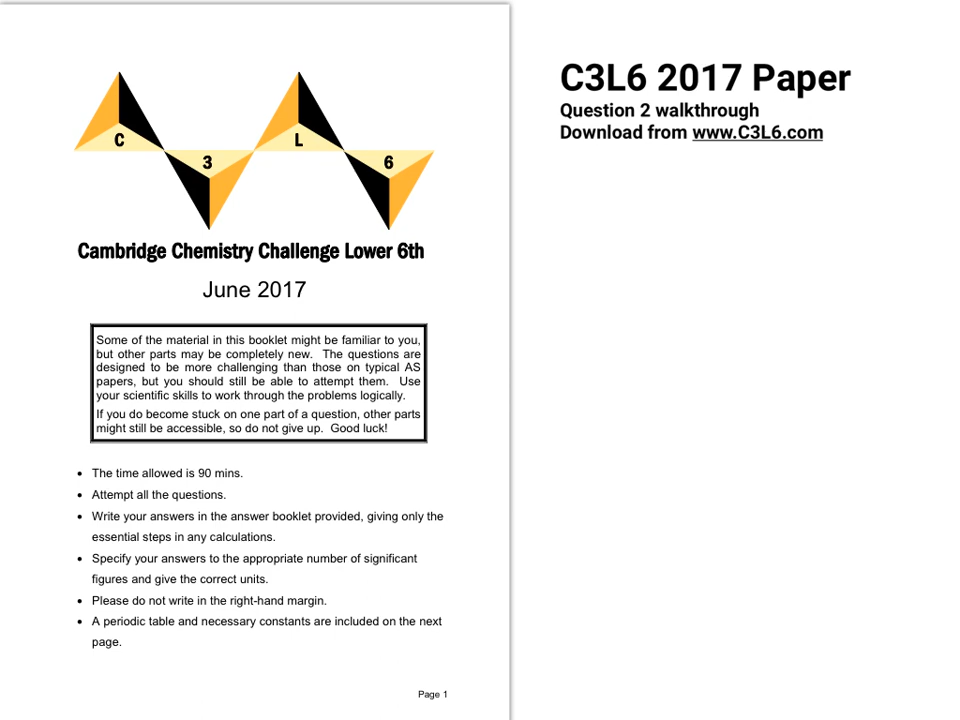 C
3
L
6
Cambridge Chemistry Challenge Lower 6th
June 2017
Some of the material in this booklet might be familiar to you,
but other parts may be completely new. The questions are
designed to be more challenging than those on typical AS
papers, but you should still be able to attempt them. Use
your scientific skills to work through the problems logically.
If you do become stuck on one part of a question, other parts
might still be accessible, so do not give up. Good luck!
• The time allowed is 90 mins.
• Attempt all the questions.
• Write your answers in the answer booklet provided, giving only the
essential steps in any calculations.
• Specify your answers to the appropriate number of significant
figures and give the correct units.
• Please do not write in the right-hand margin.
• A periodic table and necessary constants are included on the next
page.
Page 1
C3L6 2017 Paper
Question 2 walkthrough
Download from www.C3L6.com